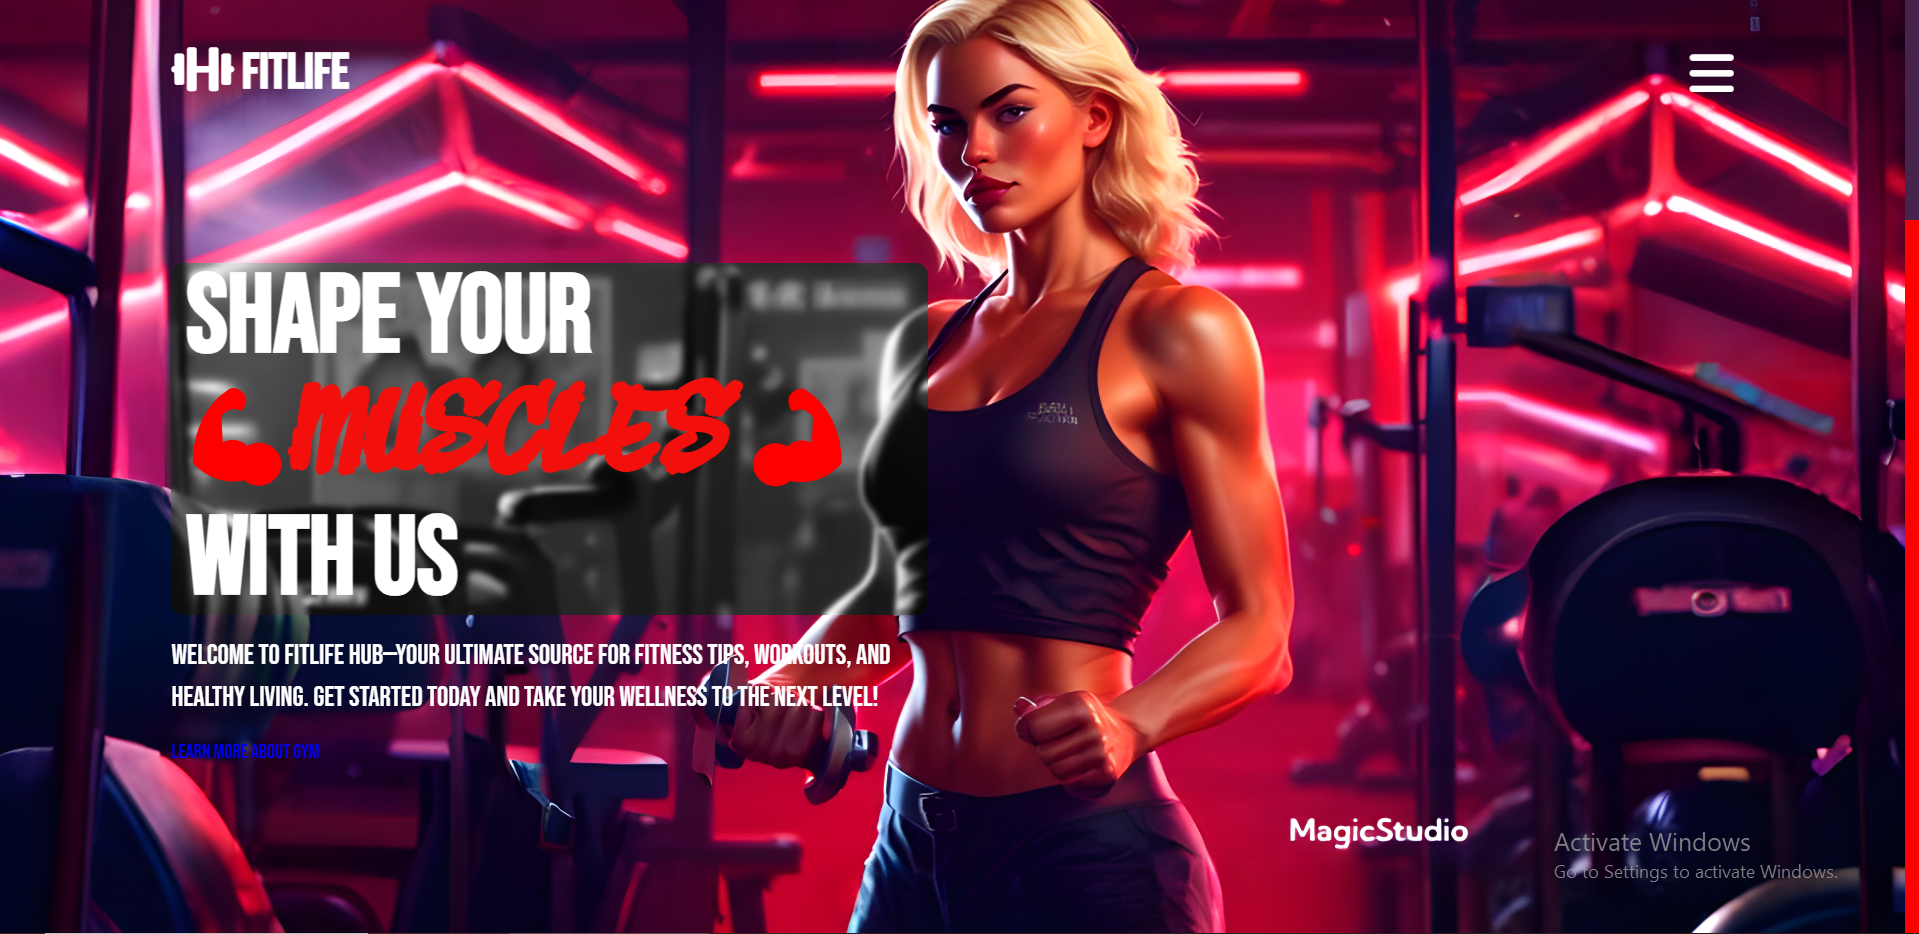 FITLIFE
SHAPE YOUR
MUSCLES
WITH US
WELCOME TO FITLIFE HUB—YOUR ULTIMATE SOURCE FOR FITNESS TIPS, WORKOUTS, AND
HEALTHY LIVING. GET STARTED TODAY AND TAKE YOUR WELLNESS TO THE NEXT LEVEL!
LEARN MORE ABOUT GYM
MagicStudio
Activate Windows
Go to Settings to activate Windows.